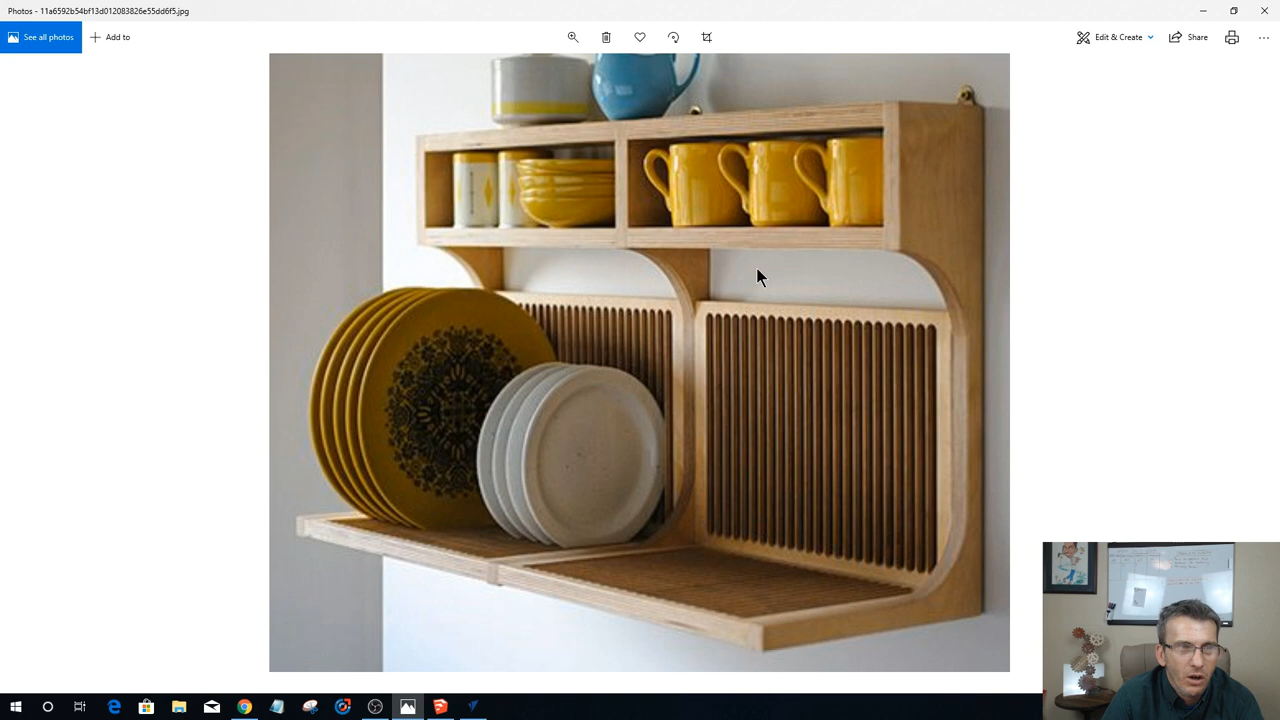 Photos - 11a6592b54bf13d012083826e55dd6f5.jpg
See all photos
Add to
Edit & Create
Share